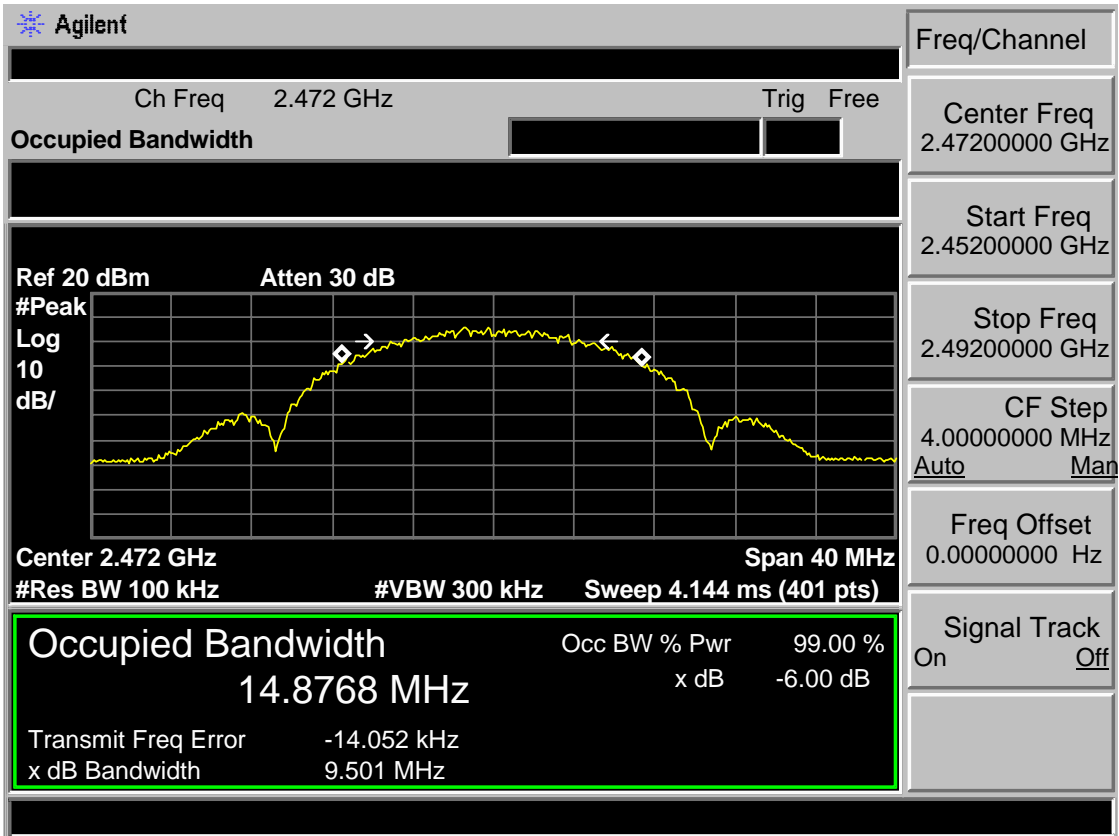 Agilent
Ch Freq 2.472 GHz Trig Free
Occupied Bandwidth
Ref 20 dBm Atten 30 dB
#Peak
Log
10
dB/
Center 2.472 GHz Span 40 MHz
#Res BW 100 kHz #VBW 300 kHz Sweep 4.144 ms (401 pts)
Occupied Bandwidth Occ BW % Pwr 99.00 %
14.8768 MHz x dB -6.00 dB
Transmit Freq Error -14.052 kHz
x dB Bandwidth 9.501 MHz
Freq/Channel
Center Freq
2.47200000 GHz
Start Freq
2.45200000 GHz
Stop Freq
2.49200000 GHz
CF Step
4.00000000 MHz
Auto Man
Freq Offset
0.00000000 Hz
Signal Track
On Off